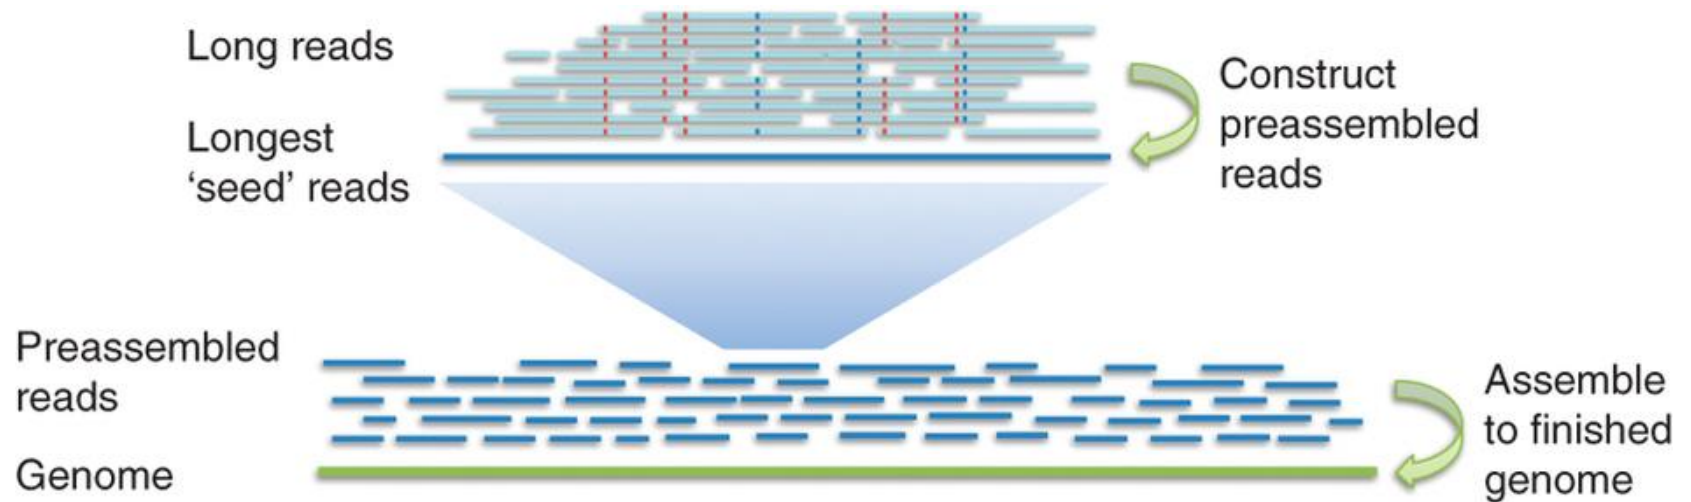 Long reads
Longest
‘seed’ reads
Construct
preassembled
reads
Preassembled
reads
Genome
Assemble
to finished
genome